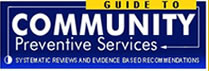 GUIDE TO
COMMUNITY
Preventive Services
SYSTEMATIC REVIEWS AND EVIDENCE BASED RECOMMENDATIONS